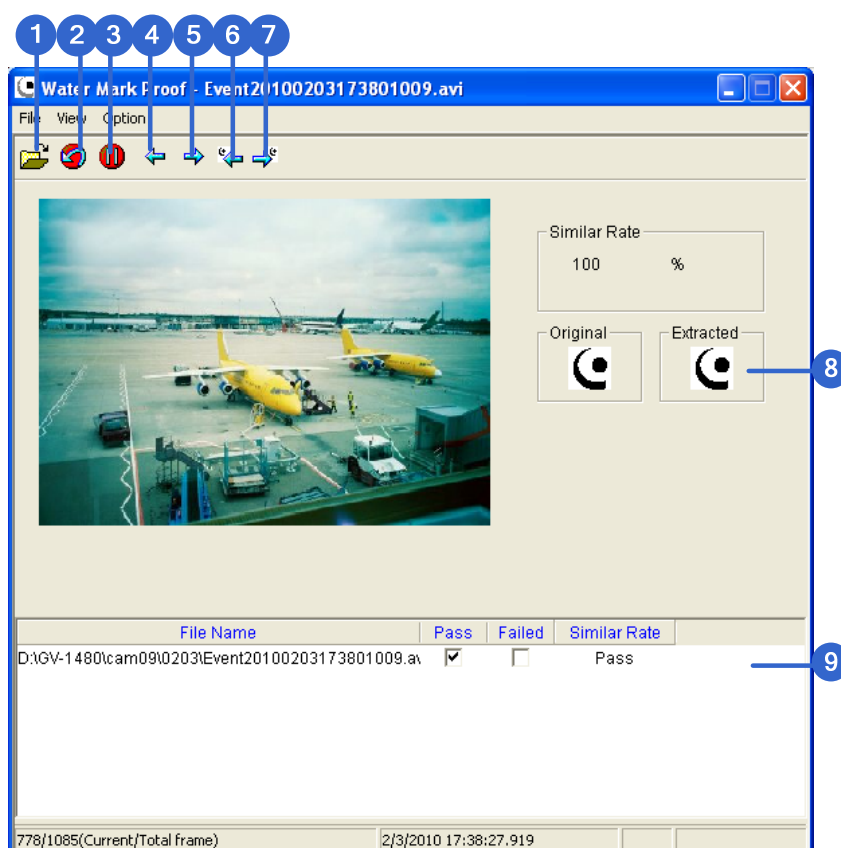 1 2 3 4 5 6 7
Water Mark Proof - Event20100203173801009.avi
File View Option
Similar Rate
100 %
Original Extracted
8
File Name Pass Failed Similar Rate
D:\GV-1480\cam09\0203\Event20100203173801009.av Pass
9
778/1085(Current/Total frame) 2/3/2010 17:38:27.919